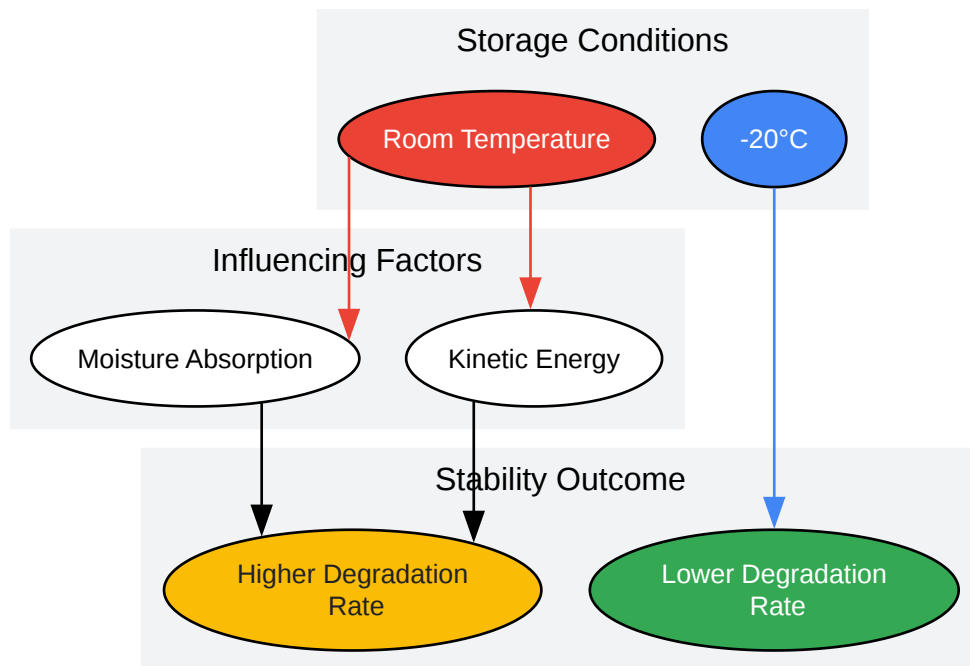 Storage Conditions
Room Temperature
-20°C
Influencing Factors
Moisture Absorption
Kinetic Energy
Stability Outcome
Higher Degradation
Rate
Lower Degradation
Rate